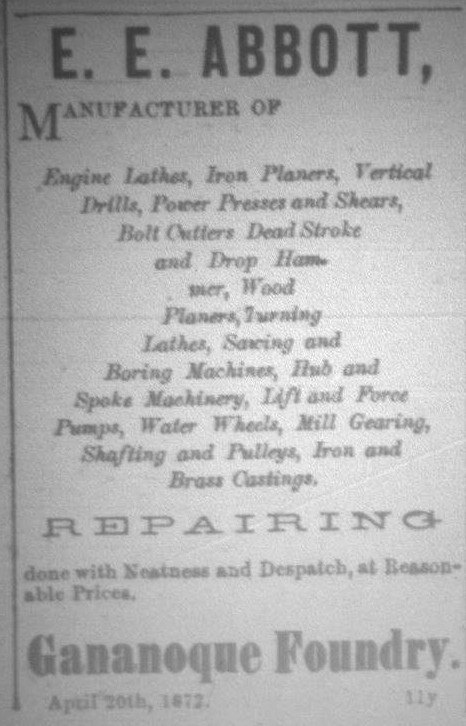 E. E. ABBOTT,
MANUFACTURER OF
Engine Lathes, Iron Planers, Vertical
Drills, Power Presses and Shears,
Bolt Cutters Dead Stroke
and Drop Ham-
mer, Wood
Planers, Turning
Lathes, Sawing and
Boring Machines, Hub and
Spoke Machinery, Lift and Force
Pumps, Water Wheels, Mill Gearing,
Shafting and Pulleys, Iron and
Brass Castings.
REPAIRING
done with Neatness and Despatch, at Reason-
able Prices.
Gananoque Foundry.
April 20th, 1872. 11y